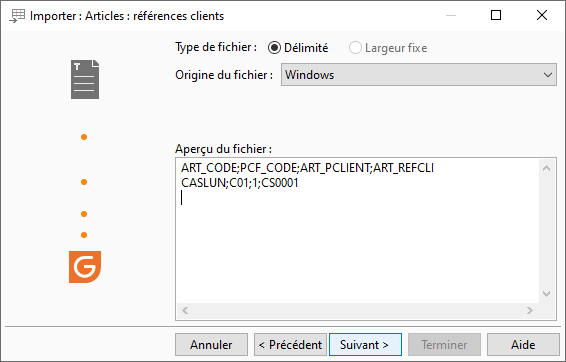 Importer : Articles : références clients
Type de fichier : Délimité Largeur fixe
Origine du fichier : Windows
Aperçu du fichier :
ART_CODE;PCF_CODE;ART_PCLIENT;ART_REFCLI
CASLUN;C01;1;CS0001
Annuler < Précédent Suivant > Terminer Aide